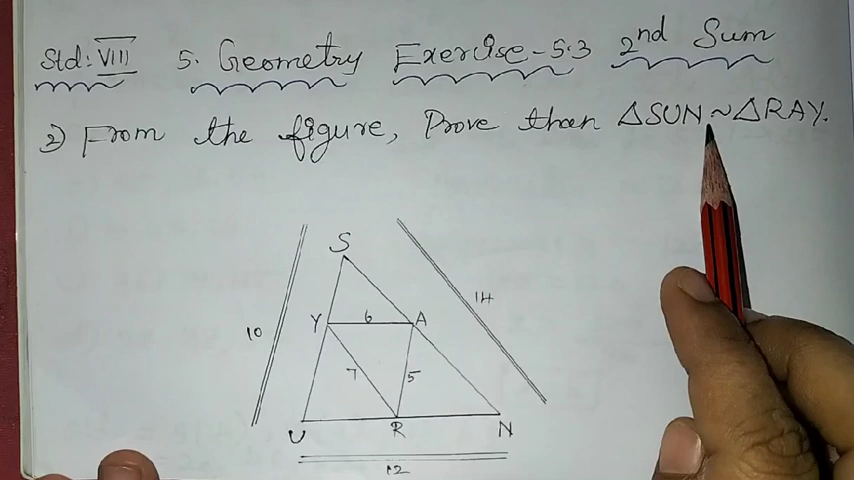 Std: VIII 5. Geometry Exercise-5.3 2nd Sum
2) From the figure, Prove than ΔSUN ~ ΔRAY.
S
10
14
Y 6 A
7 5
U R N
12